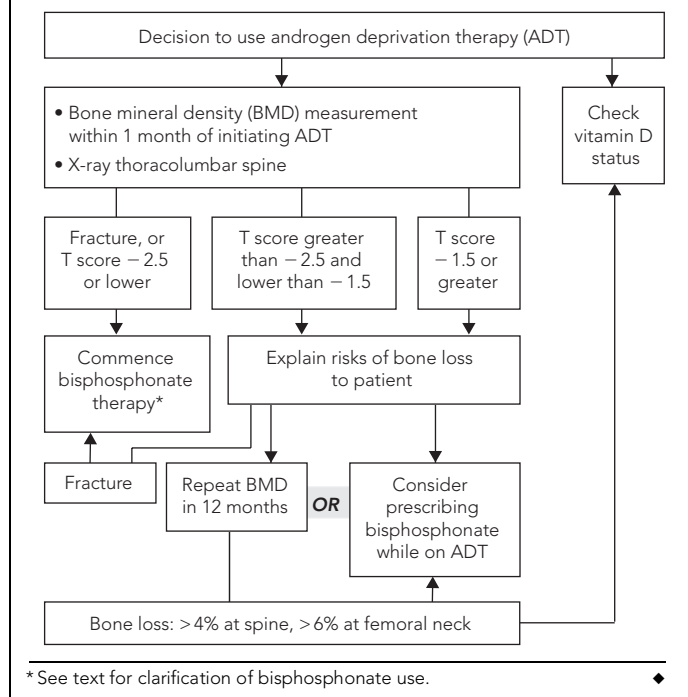 Decision to use androgen deprivation therapy (ADT)
• Bone mineral density (BMD) measurement
within 1 month of initiating ADT
• X-ray thoracolumbar spine
Check
vitamin D
status
Fracture, or
T score −2.5
or lower
T score greater
than −2.5 and
lower than −1.5
T score
−1.5 or
greater
Commence
bisphosphonate
therapy*
Explain risks of bone loss
to patient
Fracture
Repeat BMD
in 12 months
OR
Consider
prescribing
bisphosphonate
while on ADT
Bone loss: >4% at spine, >6% at femoral neck
* See text for clarification of bisphosphonate use. ◆